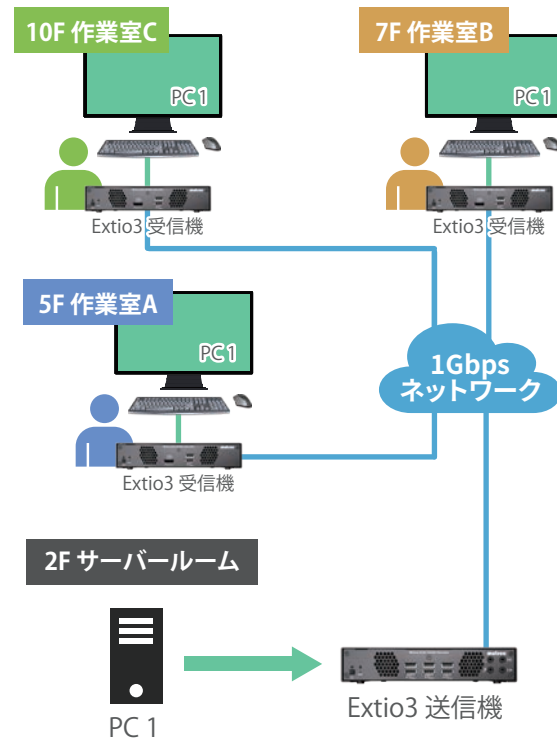 10F 作業室C
PC 1
Extio3 受信機
7F 作業室B
PC 1
Extio3 受信機
5F 作業室A
PC 1
Extio3 受信機
1Gbps
ネットワーク
2F サーバールーム
PC 1
Extio3 送信機